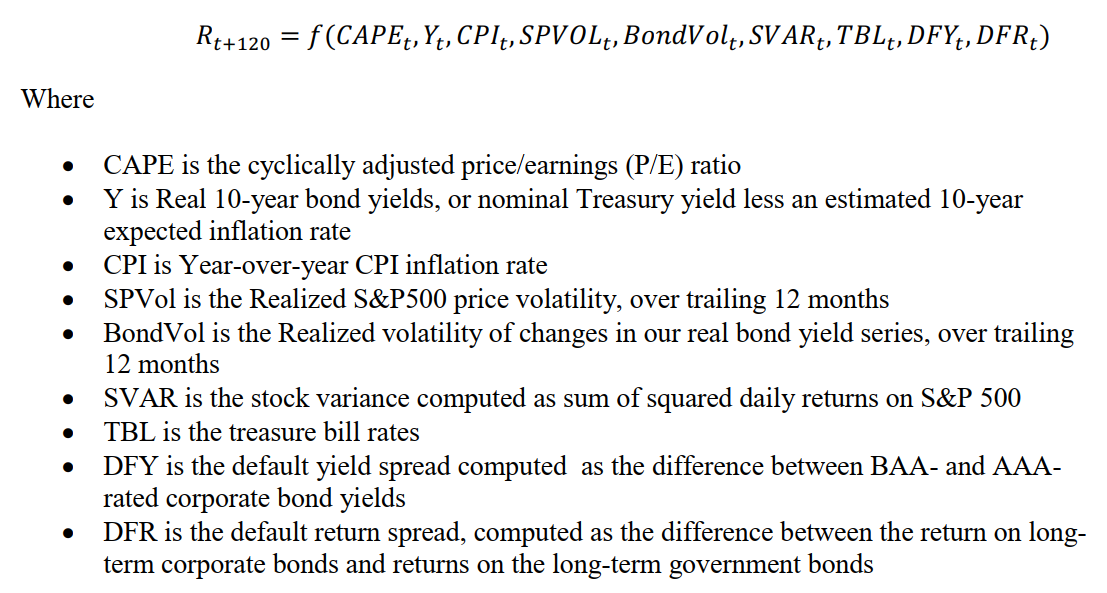 R_{t+120} = f(CAPE_t, Y_t, CPI_t, SPVOL_t, BondVol_t, SVAR_t, TBL_t, DFY_t, DFR_t)
Where
• CAPE is the cyclically adjusted price/earnings (P/E) ratio
• Y is Real 10-year bond yields, or nominal Treasury yield less an estimated 10-year
expected inflation rate
• CPI is Year-over-year CPI inflation rate
• SPVol is the Realized S&P500 price volatility, over trailing 12 months
• BondVol is the Realized volatility of changes in our real bond yield series, over trailing
12 months
• SVAR is the stock variance computed as sum of squared daily returns on S&P 500
• TBL is the treasure bill rates
• DFY is the default yield spread computed  as the difference between BAA- and AAA-
rated corporate bond yields
• DFR is the default return spread, computed as the difference between the return on long-
term corporate bonds and returns on the long-term government bonds